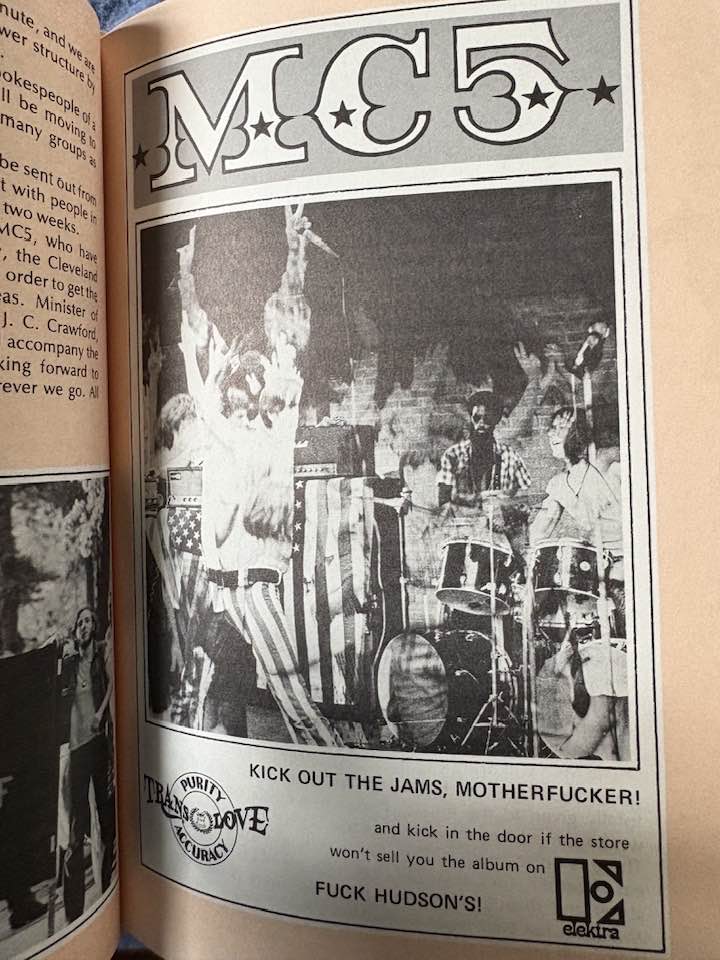 nute, and we are
wer structure by
.
okespeople of a
ll be moving to
many groups as
be sent out from
t with people in
two weeks.
MC5, who have
, the Cleveland
order to get the
eas. Minister of
J. C. Crawford,
accompany the
king forward to
rever we go. All
MC5
KICK OUT THE JAMS, MOTHERFUCKER!
PURITY
TRANS LOVE
ACCURACY
and kick in the door if the store
won't sell you the album on
FUCK HUDSON'S!
elektra